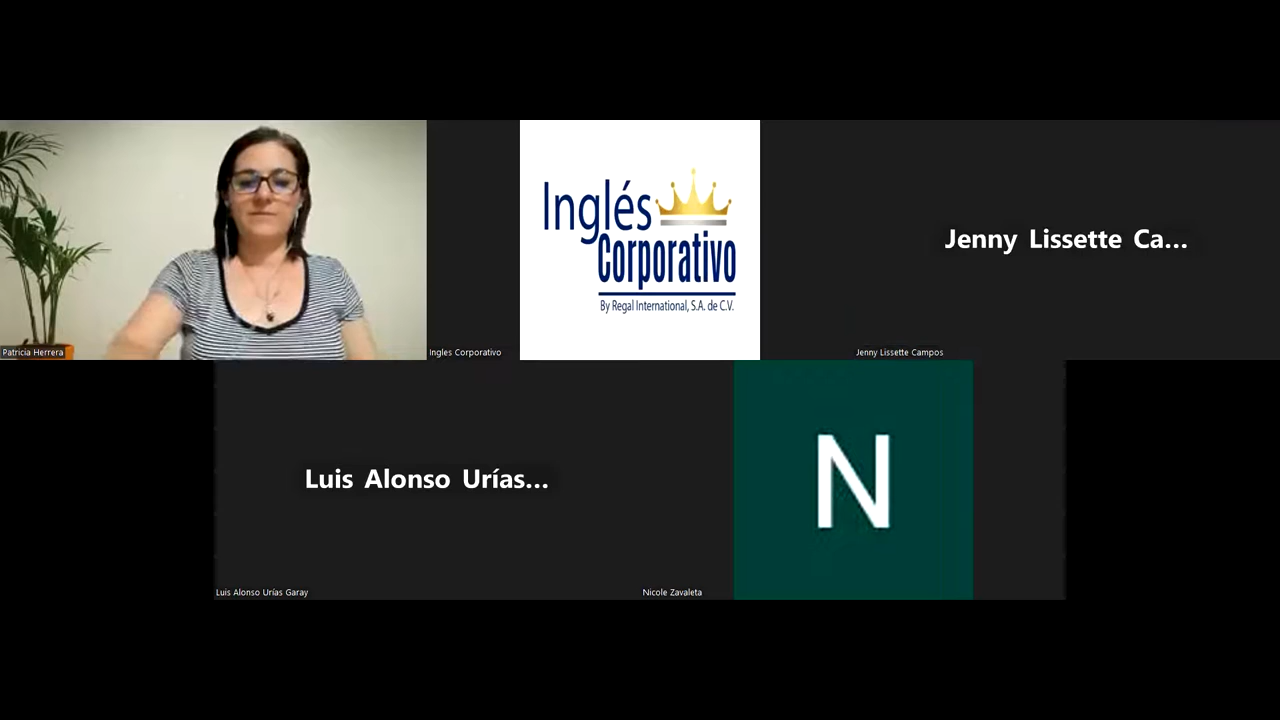 Patricia Herrera
Inglés
Corporativo
By Regal International, S.A. de C.V.
Ingles Corporativo
Jenny Lissette Ca...
Jenny Lissette Campos
Luis Alonso Urías...
Luis Alonso Urías Garay
N
Nicole Zavaleta